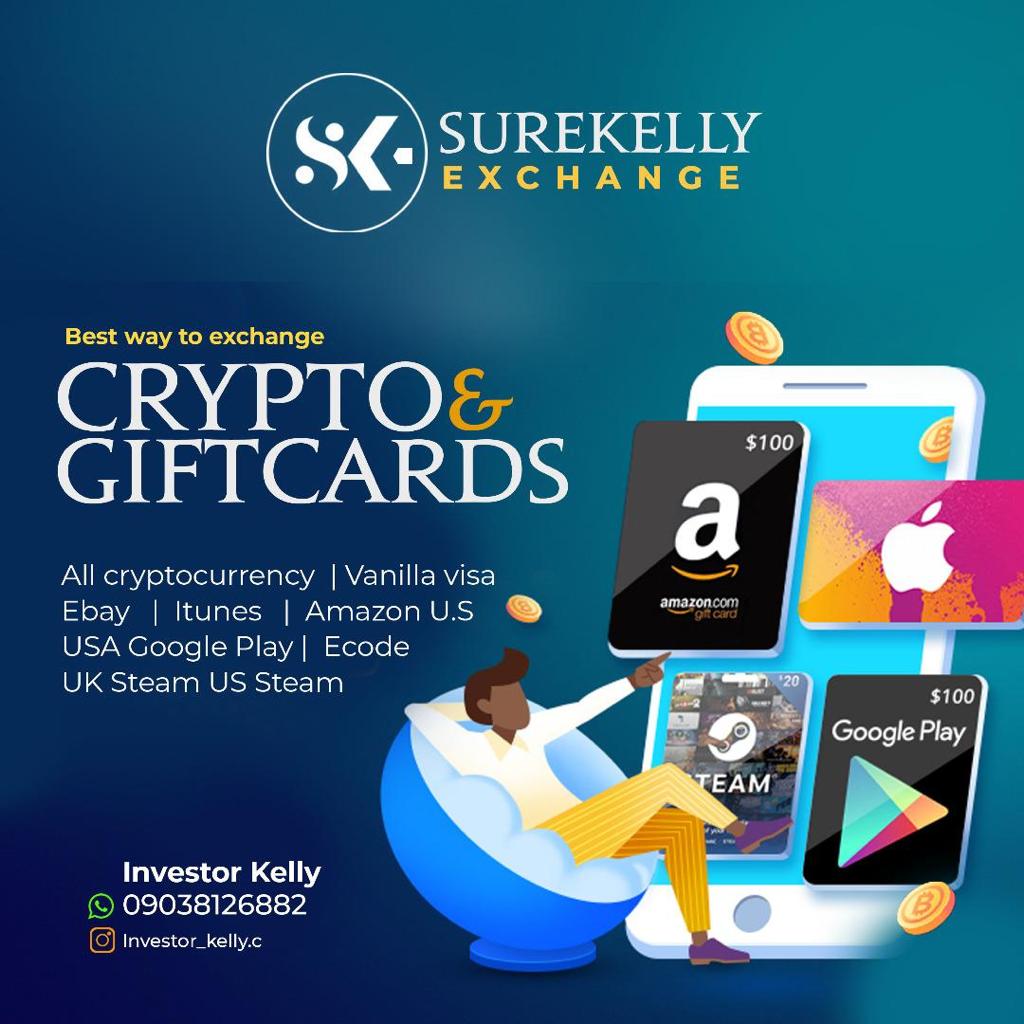 SK
SUREKELLY
EXCHANGE
Best way to exchange
CRYPTO&
GIFTCARDS
All cryptocurrency | Vanilla visa
Ebay | Itunes | Amazon U.S
USA Google Play | Ecode
UK Steam US Steam
$100
a
amazon.com
gift card
$20
STEAM
$100
Google Play
Investor Kelly
09038126882
Investor_kelly.c